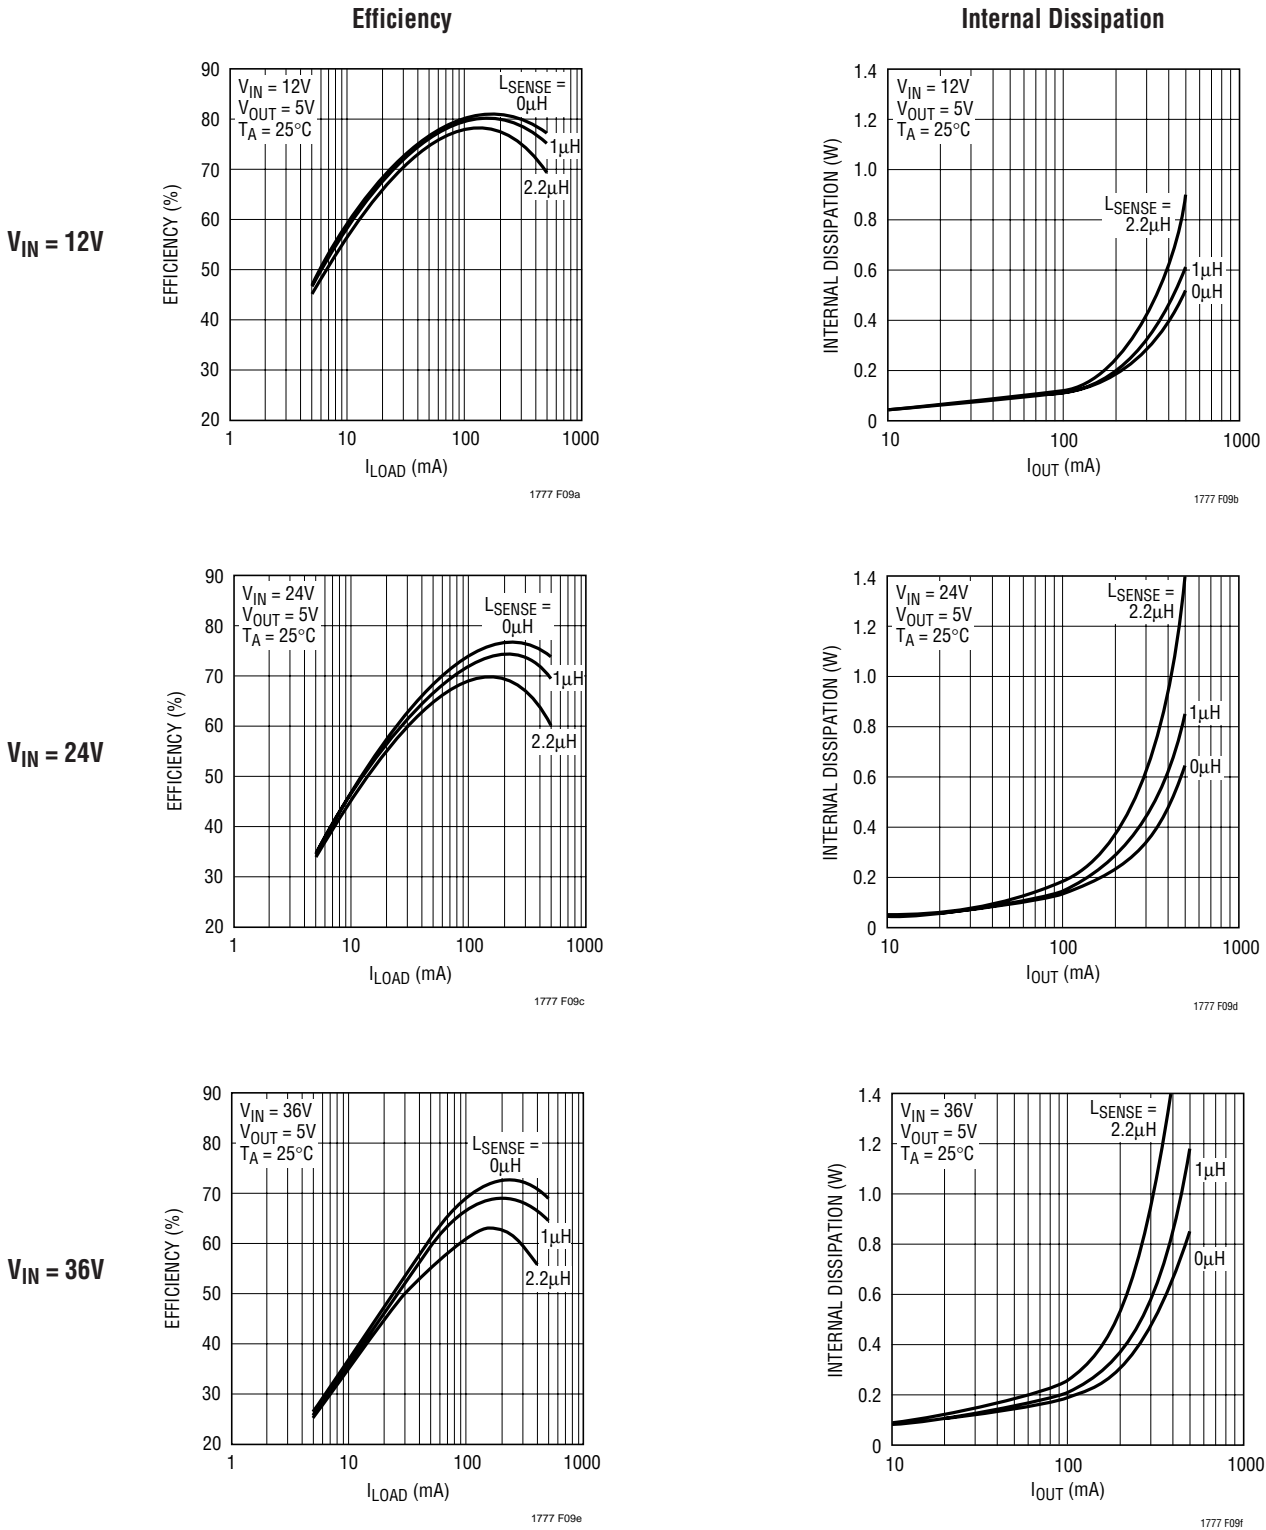 Efficiency
Internal Dissipation
V_IN = 12V
90
80
70
60
50
40
30
20
EFFICIENCY (%)
V_IN = 12V
V_OUT = 5V
T_A = 25°C
L_SENSE =
0µH
1µH
2.2µH
1
10
100
1000
I_LOAD (mA)
1777 F09a
1.4
1.2
1.0
0.8
0.6
0.4
0.2
0
INTERNAL DISSIPATION (W)
V_IN = 12V
V_OUT = 5V
T_A = 25°C
L_SENSE =
2.2µH
1µH
0µH
10
100
1000
I_OUT (mA)
1777 F09b
V_IN = 24V
90
80
70
60
50
40
30
20
EFFICIENCY (%)
V_IN = 24V
V_OUT = 5V
T_A = 25°C
L_SENSE =
0µH
1µH
2.2µH
1
10
100
1000
I_LOAD (mA)
1777 F09c
1.4
1.2
1.0
0.8
0.6
0.4
0.2
0
INTERNAL DISSIPATION (W)
V_IN = 24V
V_OUT = 5V
T_A = 25°C
L_SENSE =
2.2µH
1µH
0µH
10
100
1000
I_OUT (mA)
1777 F09d
V_IN = 36V
90
80
70
60
50
40
30
20
EFFICIENCY (%)
V_IN = 36V
V_OUT = 5V
T_A = 25°C
L_SENSE =
0µH
1µH
2.2µH
1
10
100
1000
I_LOAD (mA)
1777 F09e
1.4
1.2
1.0
0.8
0.6
0.4
0.2
0
INTERNAL DISSIPATION (W)
V_IN = 36V
V_OUT = 5V
T_A = 25°C
L_SENSE =
2.2µH
1µH
0µH
10
100
1000
I_OUT (mA)
1777 F09f